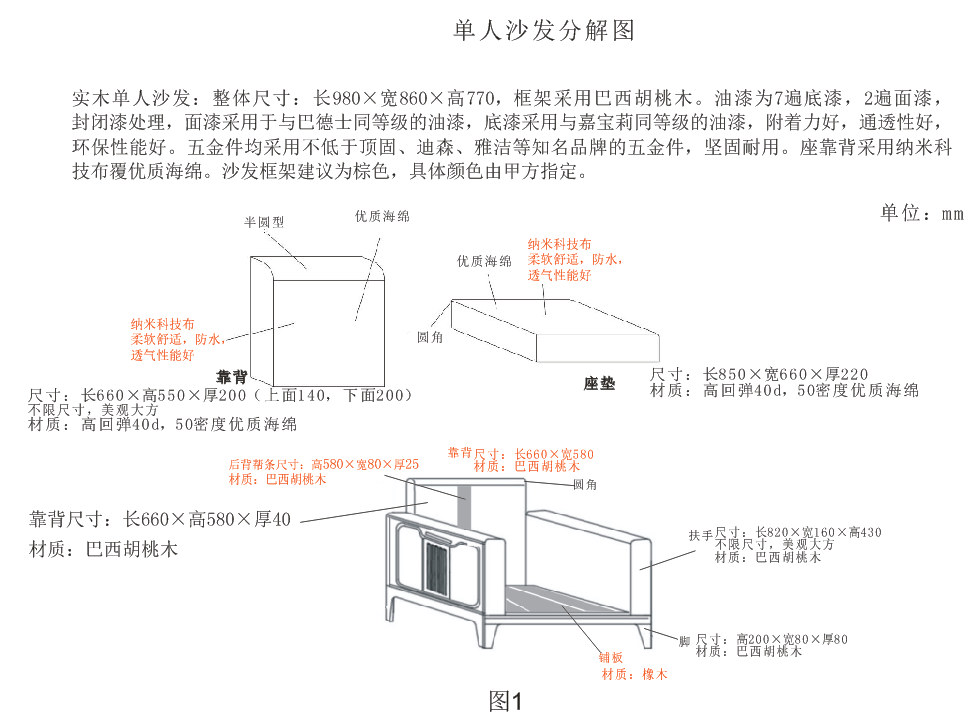 单人沙发分解图
实木单人沙发：整体尺寸：长980×宽860×高770，框架采用巴西胡桃木。油漆为7遍底漆，2遍面漆，
封闭漆处理，面漆采用于与巴德士同等级的油漆，底漆采用与嘉宝莉同等级的油漆，附着力好，通透性好，
环保性能好。五金件均采用不低于顶固、迪森、雅洁等知名品牌的五金件，坚固耐用。座靠背采用纳米科
技布覆优质海绵。沙发框架建议为棕色，具体颜色由甲方指定。
单位：mm
半圆型
优质海绵
纳米科技布
柔软舒适，防水，
透气性能好
靠背
尺寸：长660×高550×厚200（上面140，下面200）
不限尺寸，美观大方
材质：高回弹40d，50密度优质海绵
优质海绵
纳米科技布
柔软舒适，防水，
透气性能好
圆角
座垫
尺寸：长850×宽660×厚220
材质：高回弹40d，50密度优质海绵
后背帮条尺寸：高580×宽80×厚25
材质：巴西胡桃木
靠背尺寸：长660×宽580
材质：巴西胡桃木
圆角
靠背尺寸：长660×高580×厚40
材质：巴西胡桃木
扶手尺寸：长820×宽160×高430
不限尺寸，美观大方
材质：巴西胡桃木
脚 尺寸：高200×宽80×厚80
材质：巴西胡桃木
铺板
材质：橡木
图1